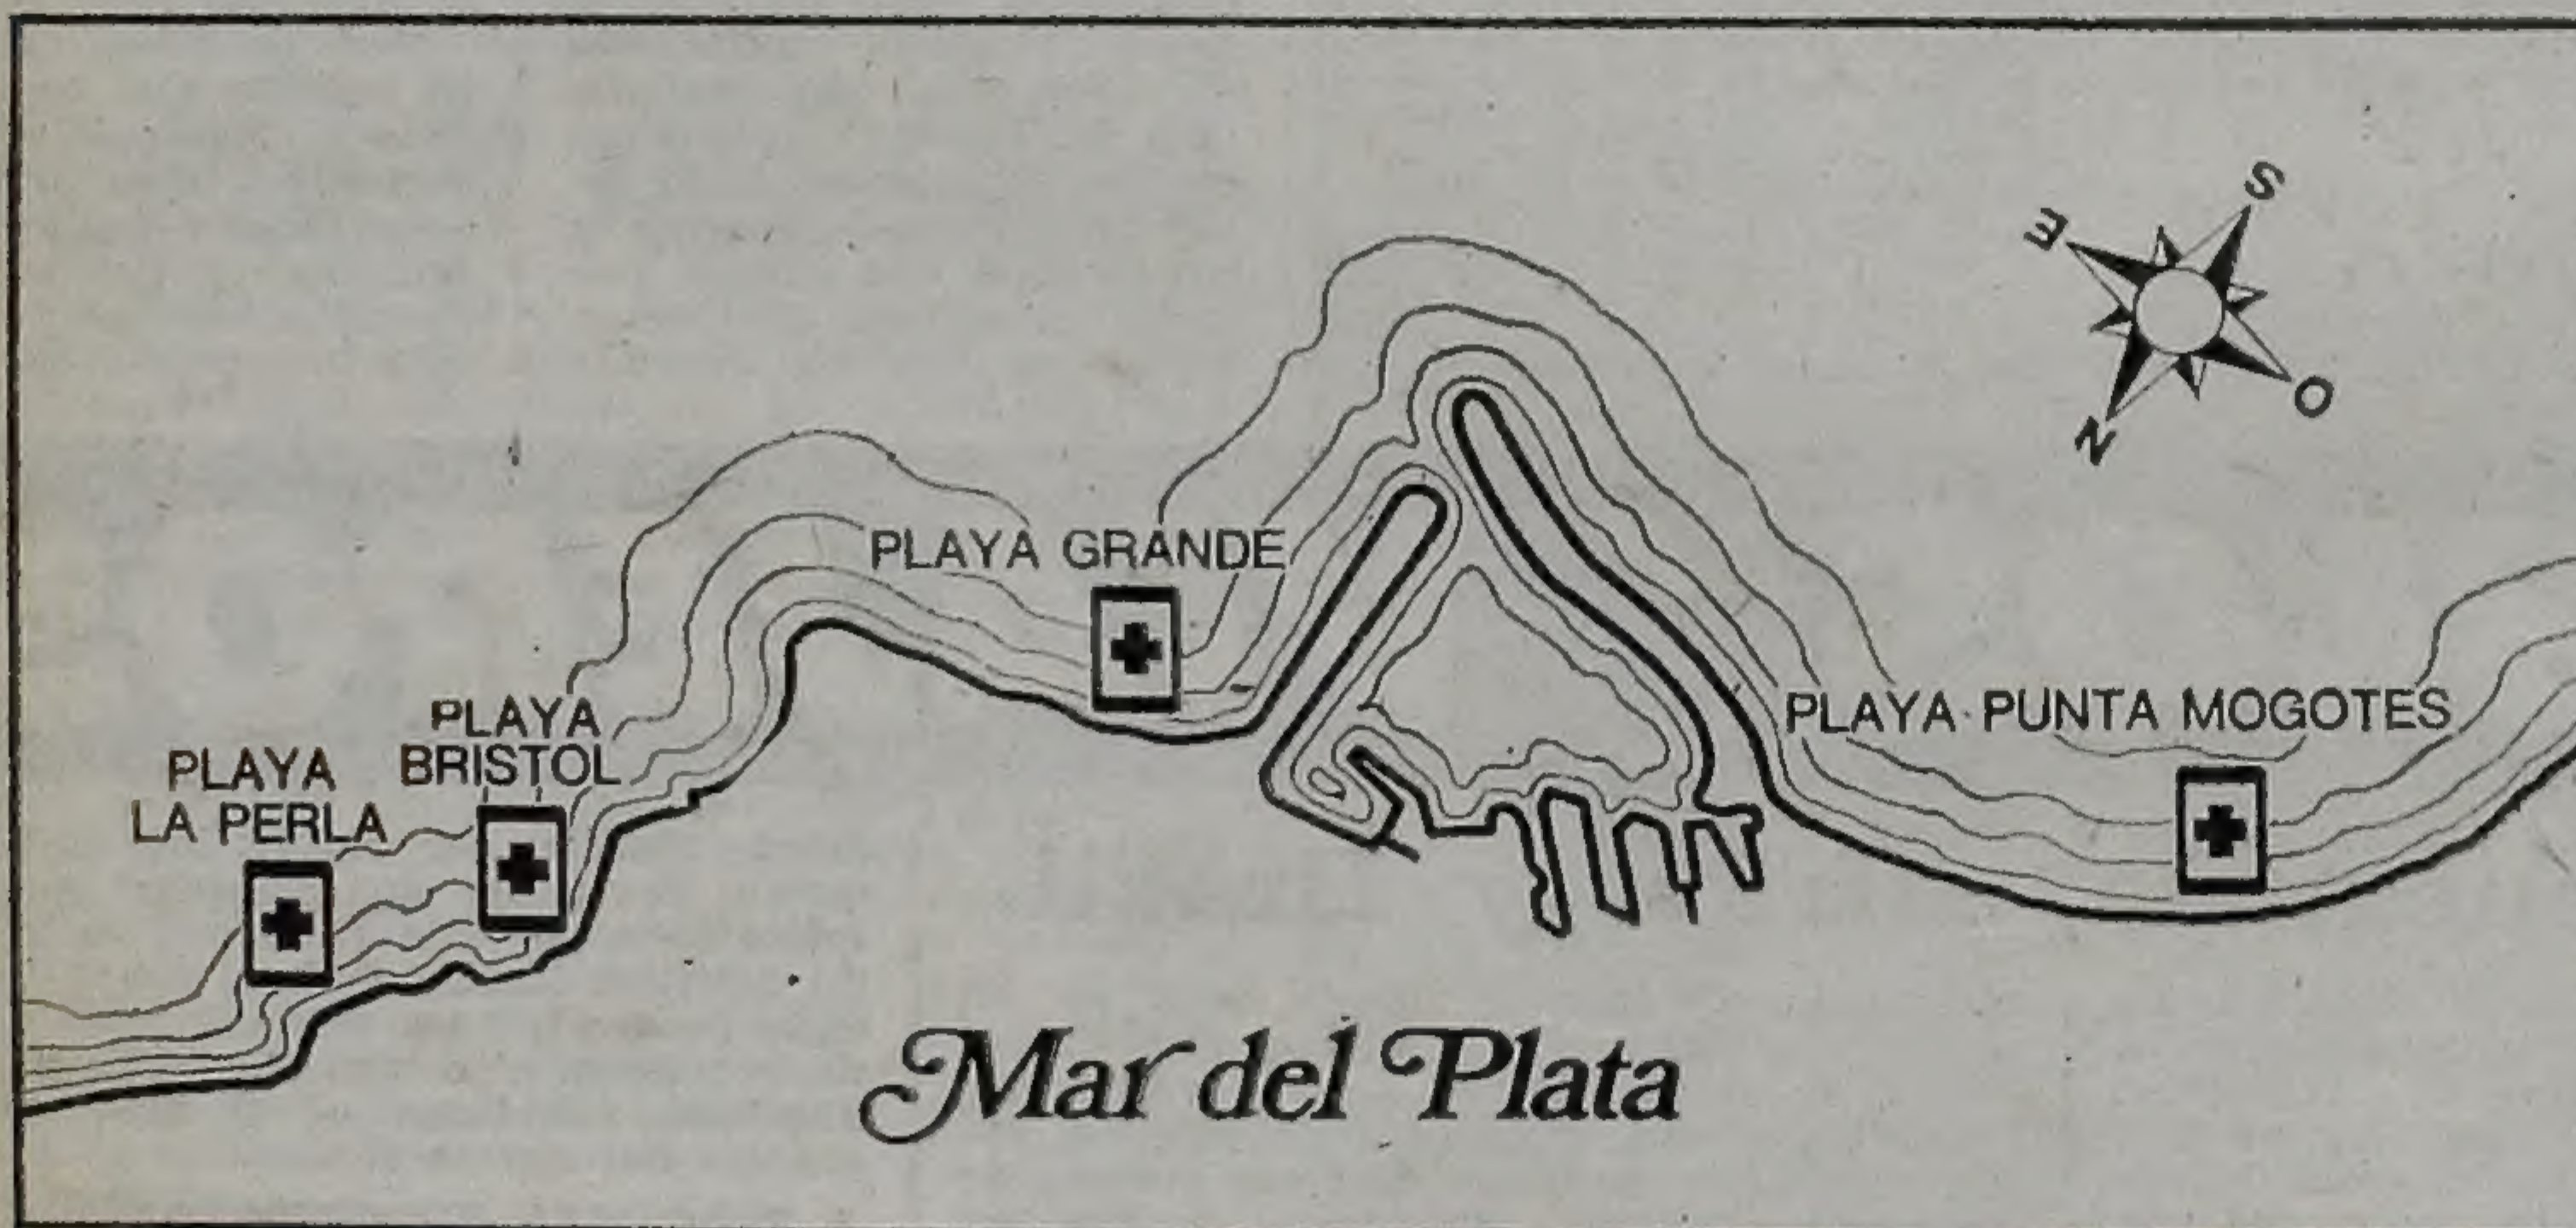 S
E
O
N
PLAYA GRANDE
PLAYA PUNTA MOGOTES
PLAYA
BRISTOL
PLAYA
LA PERLA
Mar del Plata